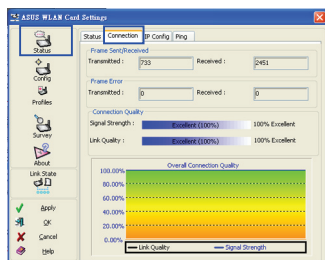 ASUS WLAN Card Settings
Status
Config
Profiles
Survey
About
Link State
Apply
OK
Cancel
Help
Status Connection IP Config Ping
Frame Sent/Received
Transmitted : 733 Received : 2451
Frame Error
Transmitted : 0 Received : 0
Connection Quality
Signal Strength : Excellent (100%) 100% Excellent
Link Quality : Excellent (100%) 100% Excellent
Overall Connection Quality
100.00%
80.00%
60.00%
40.00%
20.00%
0.00%
Link Quality Signal Strength